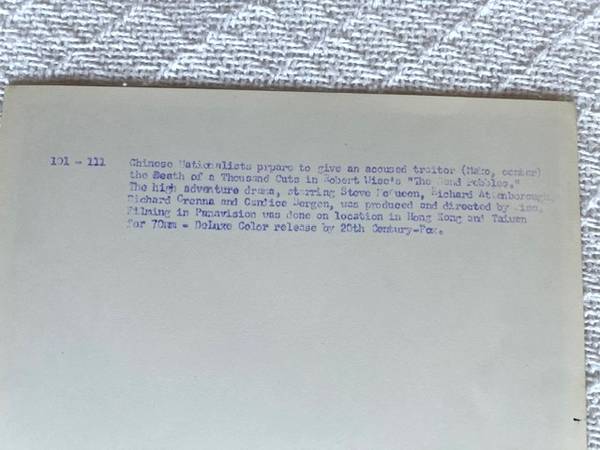 101 - 111 Chinese Nationalists prpare to give an accused traitor (Mako, center)
the Death of a Thousand Cuts in Robert Wise's "The Sand Pebbles."
The high adventure drama, starring Steve McQueen, Richard Attenborough,
Richard Crenna and Candice Bergen, was produced and directed by Wise.
Filming in Panavision was done on location in Hong Kong and Taiwan
for 70mm - DeLuxe Color release by 20th Century-Fox.